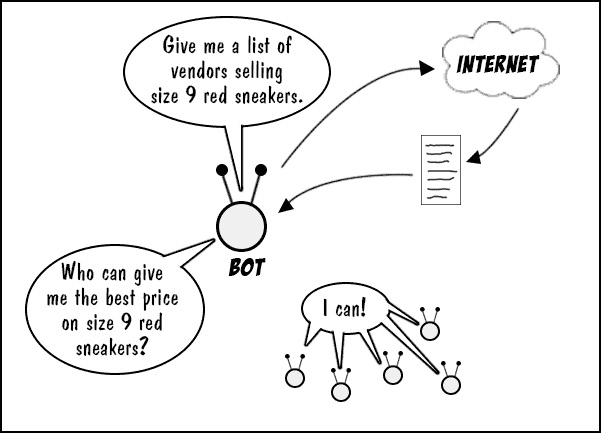 Give me a list of
vendors selling
size 9 red sneakers.
INTERNET
BOT
Who can give
me the best price
on size 9 red
sneakers?
I can!